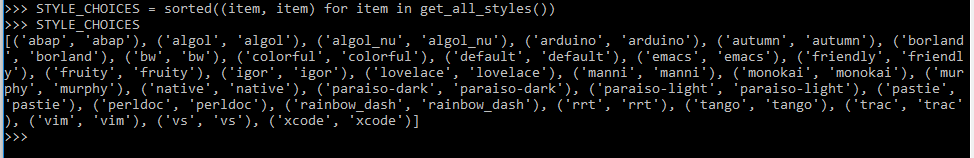 >>> STYLE_CHOICES = sorted((item, item) for item in get_all_styles())
>>> STYLE_CHOICES
[('abap', 'abap'), ('algol', 'algol'), ('algol_nu', 'algol_nu'), ('arduino', 'arduino'), ('autumn', 'autumn'), ('borland
', 'borland'), ('bw', 'bw'), ('colorful', 'colorful'), ('default', 'default'), ('emacs', 'emacs'), ('friendly', 'friendl
y'), ('fruity', 'fruity'), ('igor', 'igor'), ('lovelace', 'lovelace'), ('manni', 'manni'), ('monokai', 'monokai'), ('mur
phy', 'murphy'), ('native', 'native'), ('paraiso-dark', 'paraiso-dark'), ('paraiso-light', 'paraiso-light'), ('pastie',
'pastie'), ('perldoc', 'perldoc'), ('rainbow_dash', 'rainbow_dash'), ('rrt', 'rrt'), ('tango', 'tango'), ('trac', 'trac'
), ('vim', 'vim'), ('vs', 'vs'), ('xcode', 'xcode')]
>>>